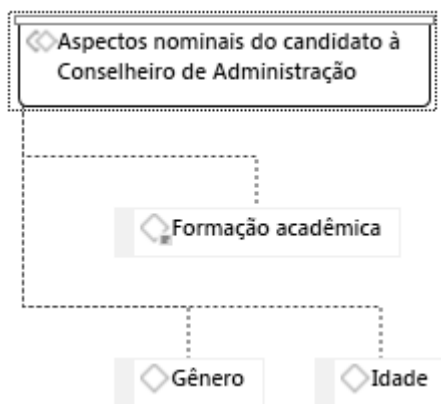 Aspectos nominais do candidato à
Conselheiro de Administração
Formação acadêmica
Gênero
Idade